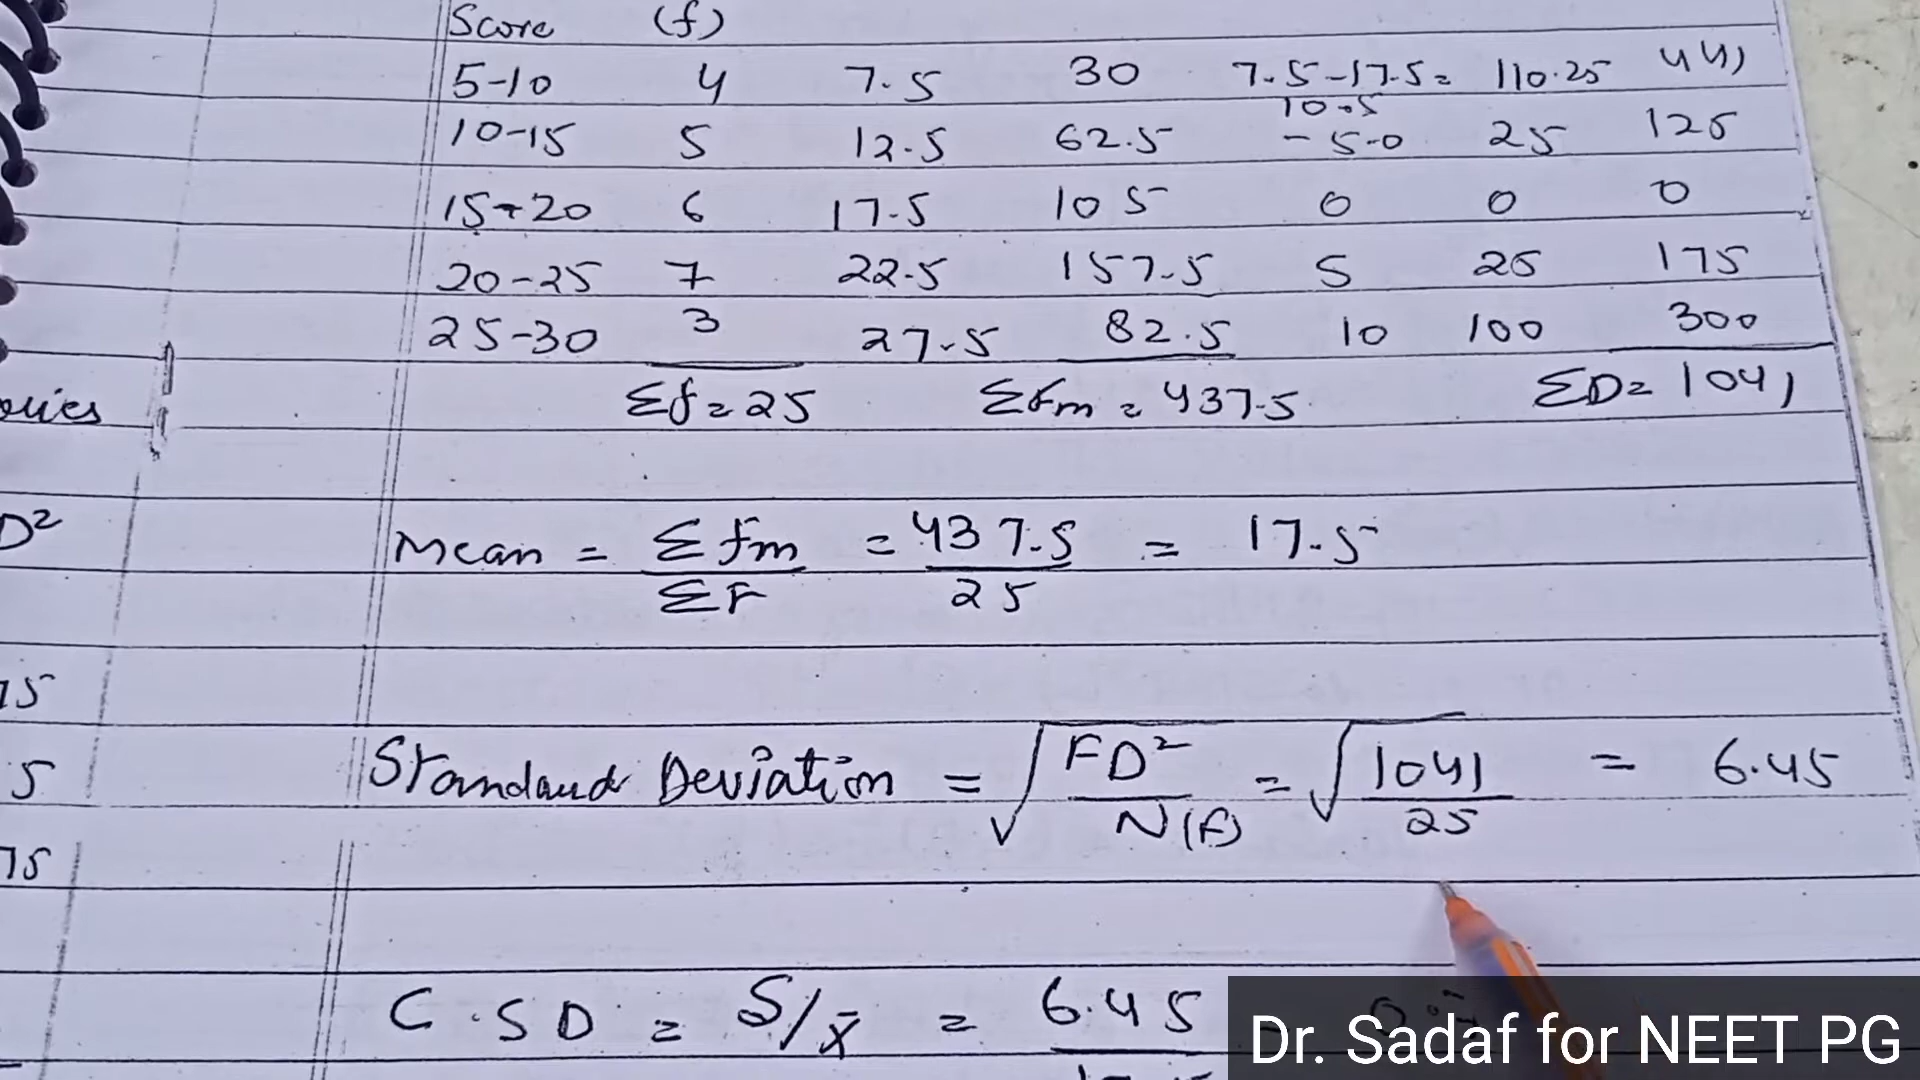 Score (f)
5-10 4 7.5 30 7.5-17.5= 110.25 441
10.5
10-15 5 12.5 62.5 -5.0 25 125
15-20 6 17.5 105 0 0 0
20-25 7 22.5 157.5 5 25 175
25-30 3 27.5 82.5 10 100 300
Σf=25 Σfm=437.5 ΣD=1041
D²
Mean = Σfm = 437.5 = 17.5
ΣF 25
5
Standard Deviation = √FD² = √1041 = 6.45
N(F) 25
C.SD = S/x̄ = 6.45
Dr. Sadaf for NEET PG